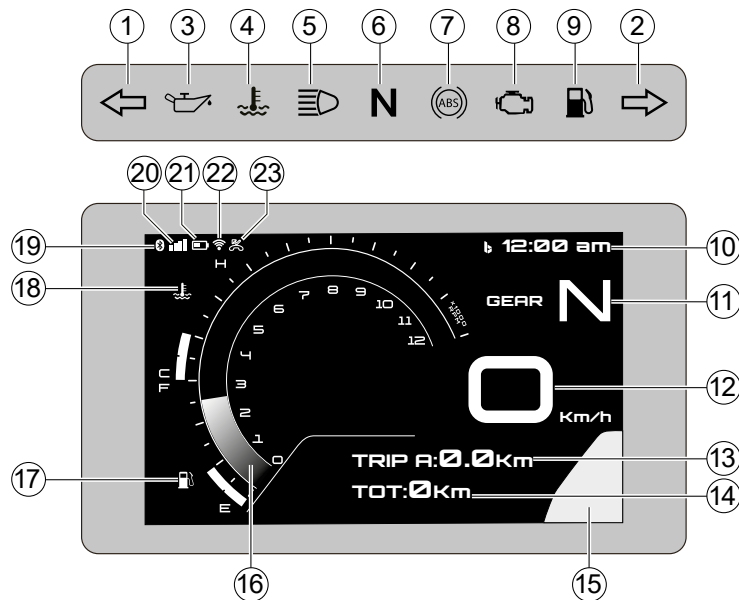 1 3 4 5 6 7 8 9 2
N ABS
20 21 22 23
19
12:00 am 10
H
18
GEAR N 11
x1000 RPM
0 1 2 3 4 5 6 7 8 9 10 11 12
C
F
0 Km/h 12
TRIP A:0.0Km 13
17
TOT:0Km 14
E
16 15